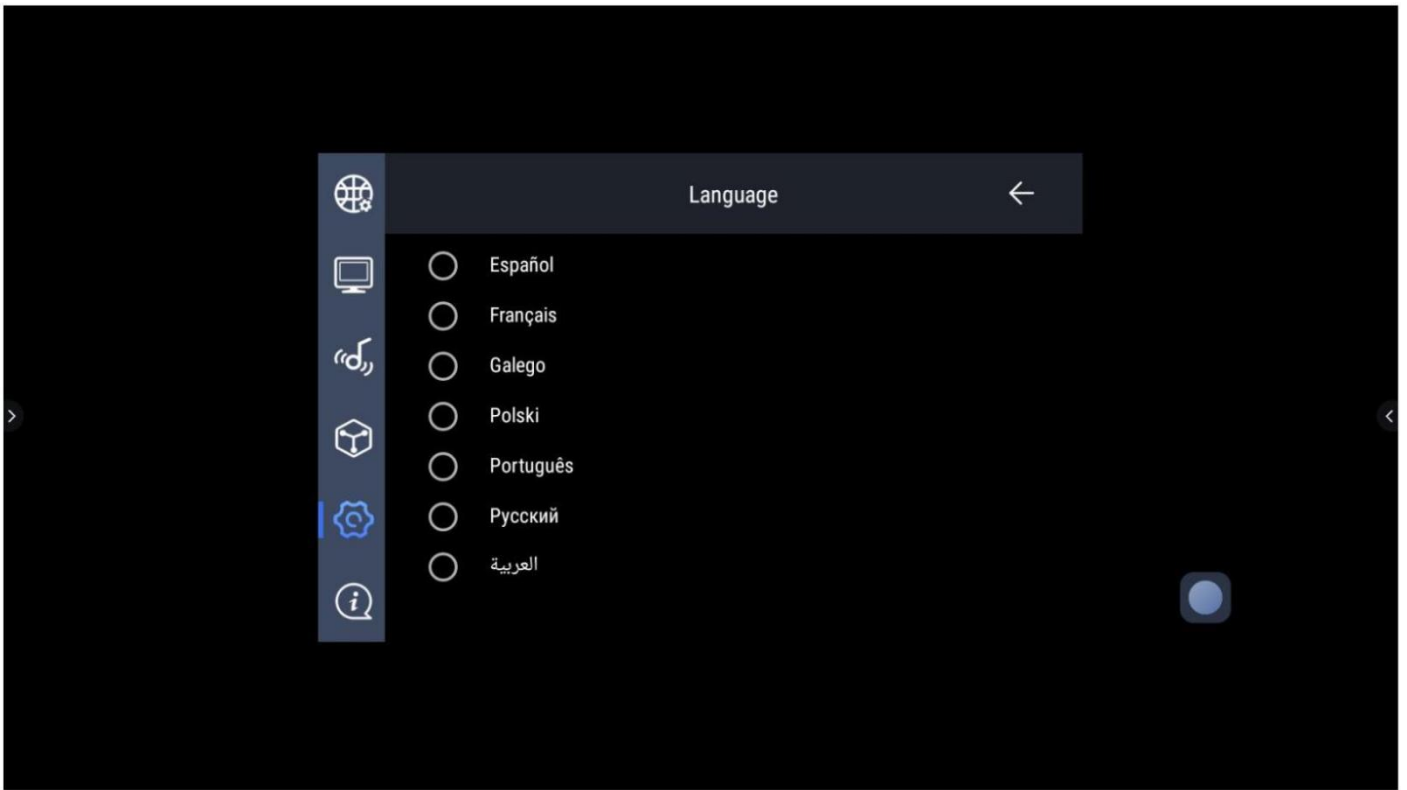 Language
Español
Français
Galego
Polski
Português
Русский
العربية